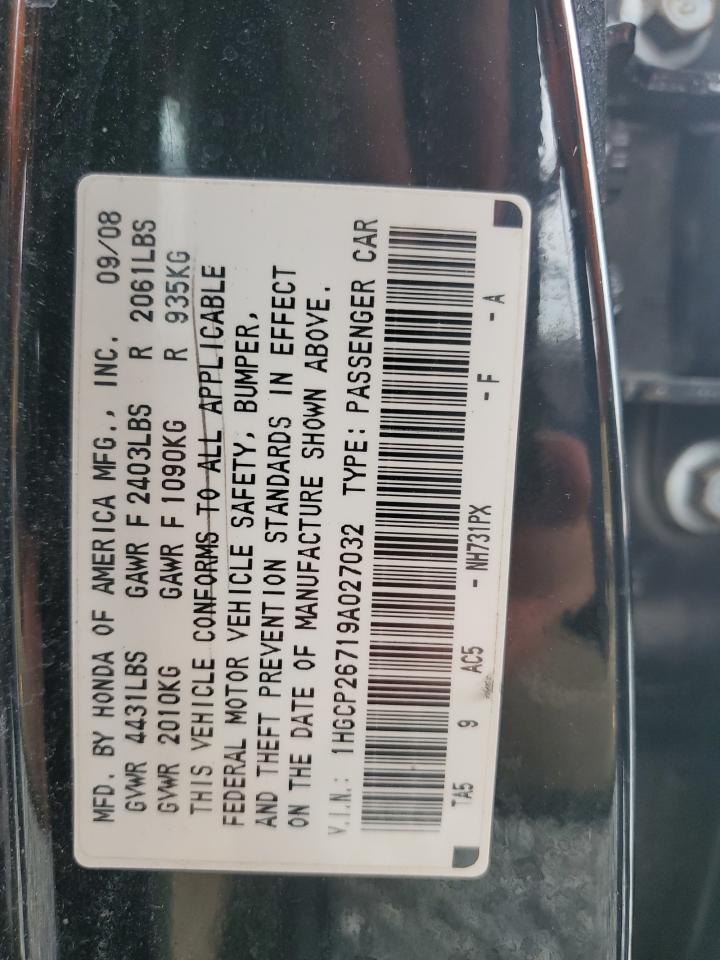 MFD. BY HONDA OF AMERICA MFG., INC. 09/08
GVWR 4431LBS GAWR F 2403LBS R 2061LBS
GVWR 2010KG GAWR F 1090KG R 935KG
THIS VEHICLE CONFORMS TO ALL APPLICABLE
FEDERAL MOTOR VEHICLE SAFETY, BUMPER,
AND THEFT PREVENTION STANDARDS IN EFFECT
ON THE DATE OF MANUFACTURE SHOWN ABOVE.
V.I.N.: 1HGCP26719A027032 TYPE: PASSENGER CAR
TA5 9 AC5 - NH731PX - F - A